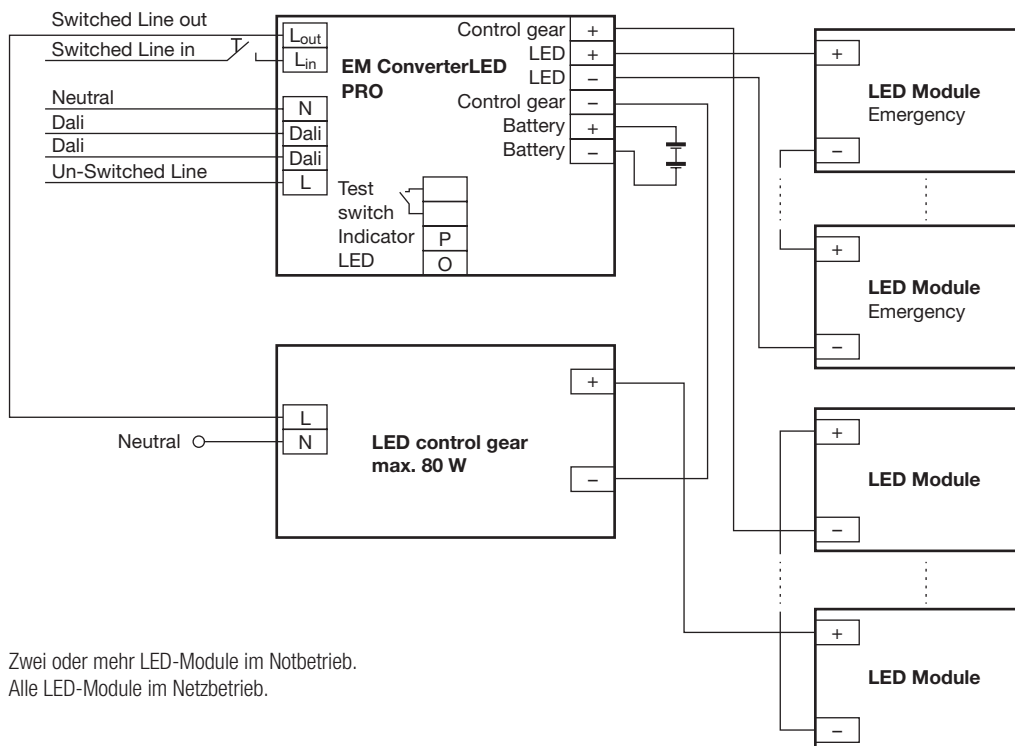 Switched Line out
Switched Line in
Neutral
Dali
Dali
Un-Switched Line
Lout
Lin
N
Dali
Dali
L
EM ConverterLED
PRO
Control gear +
LED +
LED –
Control gear –
Battery +
Battery –
Test
switch
Indicator P
LED O
+
LED Module
Emergency
–
+
LED Module
Emergency
–
L
Neutral N
LED control gear
max. 80 W
+
–
+
LED Module
–
+
LED Module
–
Zwei oder mehr LED-Module im Notbetrieb.
Alle LED-Module im Netzbetrieb.